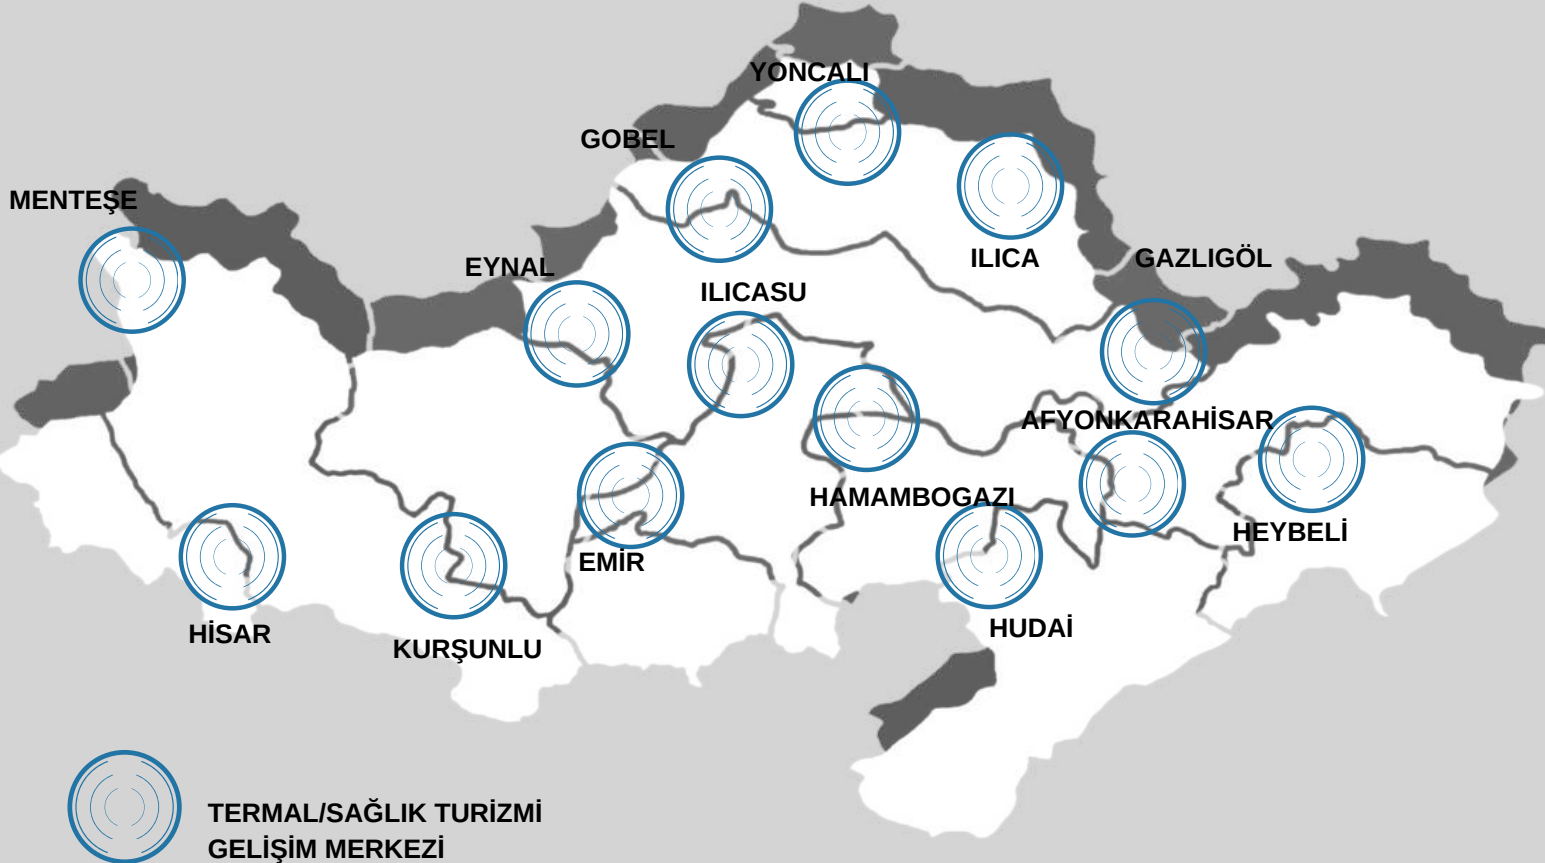 YONCALI
GOBEL
MENTEŞE
ILICA
GAZLIGÖL
EYNAL
ILICASU
AFYONKARAHİSAR
HAMAMBOGAZI
HEYBELİ
EMİR
HUDAİ
HİSAR
KURŞUNLU
TERMAL/SAĞLIK TURİZMİ
GELİŞİM MERKEZİ